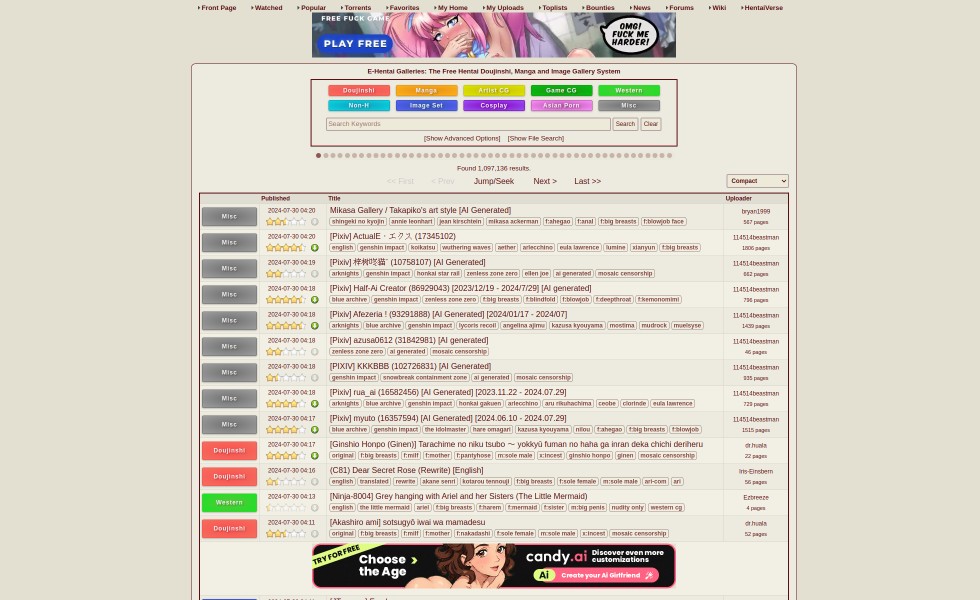 Front Page Watched Popular Torrents Favorites My Home My Uploads Toplists Bounties News Forums Wiki HentaiVerse
FREE FUCK GAME
PLAY FREE
OMG!
FUCK ME
HARDER!
E-Hentai Galleries: The Free Hentai Doujinshi, Manga and Image Gallery System
Doujinshi Manga Artist CG Game CG Western
Non-H Image Set Cosplay Asian Porn Misc
Search Keywords Search Clear
[Show Advanced Options] [Show File Search]
Found 1,097,136 results.
<< First < Prev Jump/Seek Next > Last >> Compact
Published Title Uploader
Misc 2024-07-30 04:20 Mikasa Gallery / Takapiko's art style [AI Generated] bryan1999
shingeki no kyojin annie leonhart jean kirschtein mikasa ackerman f:ahegao f:anal f:big breasts f:blowjob face 567 pages
Misc 2024-07-30 04:20 [Pixiv] ActualE・エクス (17345102) 114514beastman
english genshin impact koikatsu wuthering waves aether arlecchino eula lawrence lumine xianyun f:big breasts 1806 pages
Misc 2024-07-30 04:19 [Pixiv] (10758107) [AI Generated] 114514beastman
arknights genshin impact honkai star rail zenless zone zero ellen joe ai generated mosaic censorship 662 pages
Misc 2024-07-30 04:18 [Pixiv] Half-Ai Creator (86929043) [2023/12/19 - 2024/7/29] [AI generated] 114514beastman
blue archive genshin impact zenless zone zero f:big breasts f:blindfold f:blowjob f:deepthroat f:kemonomimi 796 pages
Misc 2024-07-30 04:18 [Pixiv] Afezeria ! (93291888) [AI Generated] [2024/01/17 - 2024/07] 114514beastman
arknights blue archive genshin impact lycoris recoil angelina ajimu kazusa kyouyama mostima mudrock muelsyse 1439 pages
Misc 2024-07-30 04:18 [Pixiv] azusa0612 (31842981) [AI generated] 114514beastman
zenless zone zero ai generated mosaic censorship 46 pages
Misc 2024-07-30 04:18 [PIXIV] KKKBBB (102726831) [AI Generated] 114514beastman
genshin impact snowbreak containment zone ai generated mosaic censorship 935 pages
Misc 2024-07-30 04:18 [Pixiv] rua_ai (16582456) [AI Generated] [2023.11.22 - 2024.07.29] 114514beastman
arknights blue archive genshin impact honkai gakuen arlecchino aru rikuhachima ceobe clorinde eula lawrence 729 pages
Misc 2024-07-30 04:17 [Pixiv] myuto (16357594) [AI Generated] [2024.06.10 - 2024.07.29] 114514beastman
blue archive genshin impact the idolmaster hare omagari kazusa kyouyama nilou f:ahegao f:big breasts f:blowjob 1515 pages
Doujinshi 2024-07-30 04:17 [Ginshio Honpo (Ginen)] Tarachime no niku tsubo ～ yokkyū fuman no haha ga inran deka chichi deriheru dr.huala
original f:big breasts f:milf f:mother f:pantyhose m:sole male x:incest ginshio honpo ginen mosaic censorship 22 pages
Doujinshi 2024-07-30 04:16 (C81) Dear Secret Rose (Rewrite) [English] Iris-Einsbern
english translated rewrite akane senri kotarou tennouji f:big breasts f:sole female m:sole male ari-com ari 56 pages
Western 2024-07-30 04:13 [Ninja-8004] Grey hanging with Ariel and her Sisters (The Little Mermaid) Ezbreeze
english the little mermaid ariel f:big breasts f:harem f:mermaid f:sister m:big penis nudity only western cg 4 pages
Doujinshi 2024-07-30 04:11 [Akashiro ami] sotsugyō iwai wa mamadesu dr.huala
original f:big breasts f:milf f:mother f:nakadashi f:sole female m:sole male x:incest mosaic censorship 52 pages
TRY FOR FREE
Choose
the Age
candy.ai Discover even more
customizations
Ai Create your AI Girlfriend